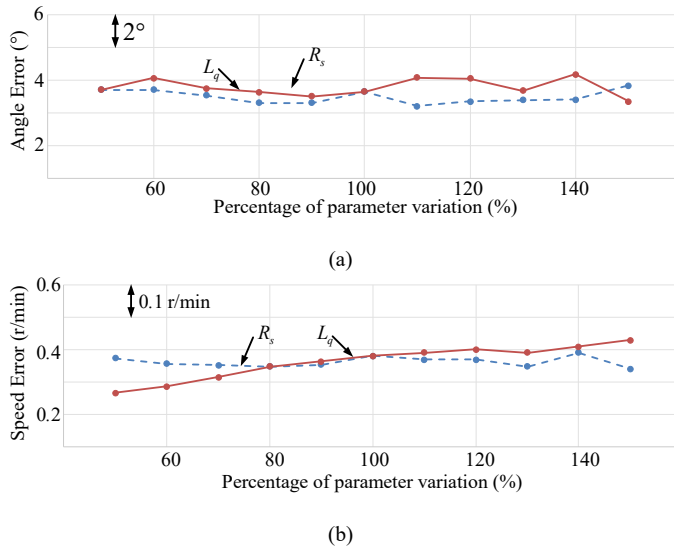 6
2°
4
2
Angle Error (°)
L_q
R_s
60 80 100 120 140
Percentage of parameter variation (%)
(a)
0.6
0.1 r/min
0.4
0.2
Speed Error (r/min)
R_s
L_q
60 80 100 120 140
Percentage of parameter variation (%)
(b)